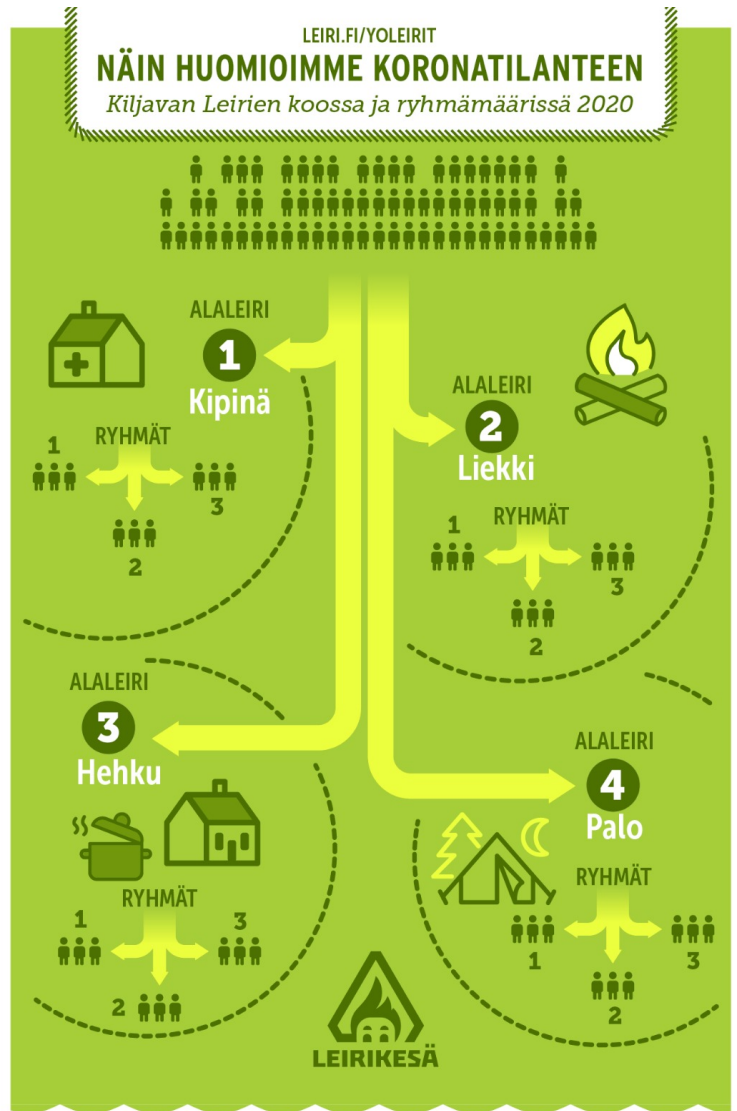 LEIRI.FI/YOLEIRIT
NÄIN HUOMIOIMME KORONATILANTEEN
Kiljavan Leirien koossa ja ryhmämäärissä 2020
ALALEIRI
1
Kipinä
RYHMÄT
1
3
2
ALALEIRI
2
Liekki
RYHMÄT
1
3
2
ALALEIRI
3
Hehku
RYHMÄT
1
3
2
ALALEIRI
4
Palo
RYHMÄT
1
3
2
LEIRIKESÄ